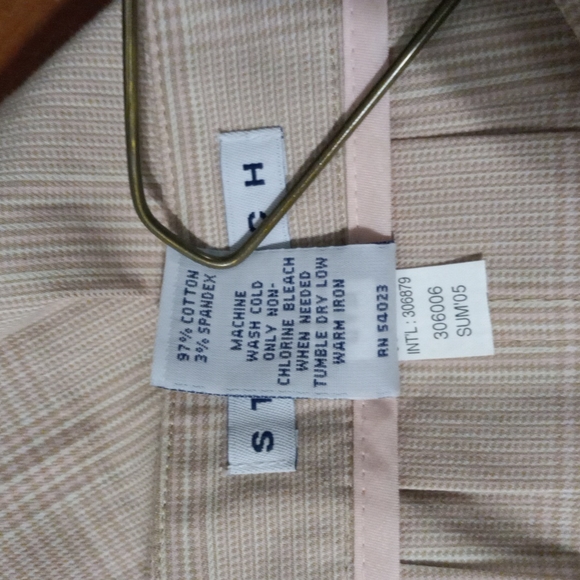 97% COTTON
3% SPANDEX
MACHINE
WASH COLD
ONLY NON-
CHLORINE BLEACH
WHEN NEEDED
TUMBLE DRY LOW
WARM IRON
RN 54023
INT'L: 306879
306006
SUM'05